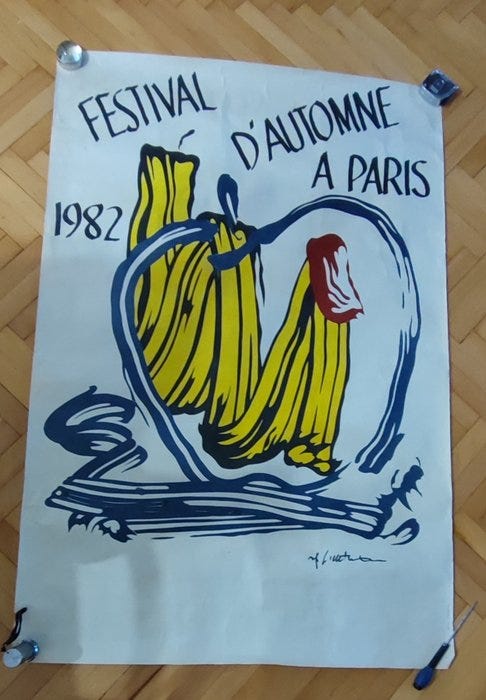 FESTIVAL
D'AUTOMNE
A PARIS
1982